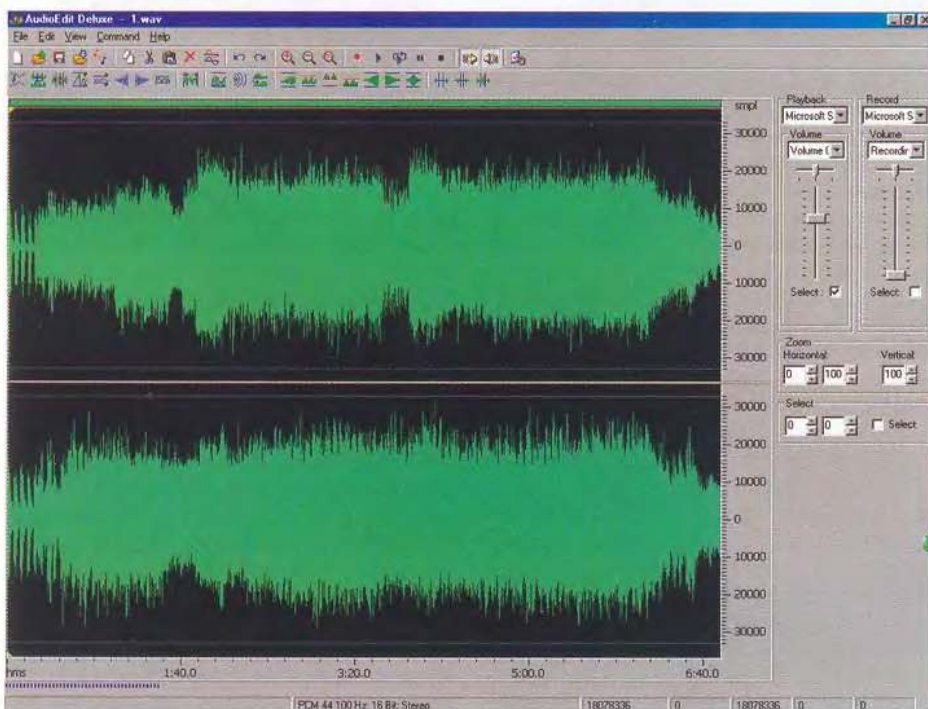 AudioEdit Deluxe - 1.wav
File Edit View Command Help
smpl
30000
20000
10000
0
10000
20000
30000
30000
20000
10000
0
10000
20000
30000
hms 1:40.0 3:20.0 5:00.0 6:40.0
Playback Record
Microsoft S Microsoft S
Volume Volume
Volume Recordir
Select: Select:
Zoom
Horizontal: Vertical:
0 100 100
Select
0 0 Select
PCM 44 100 Hz; 16 Bit; Stereo 18078336 0 18078336 0 0